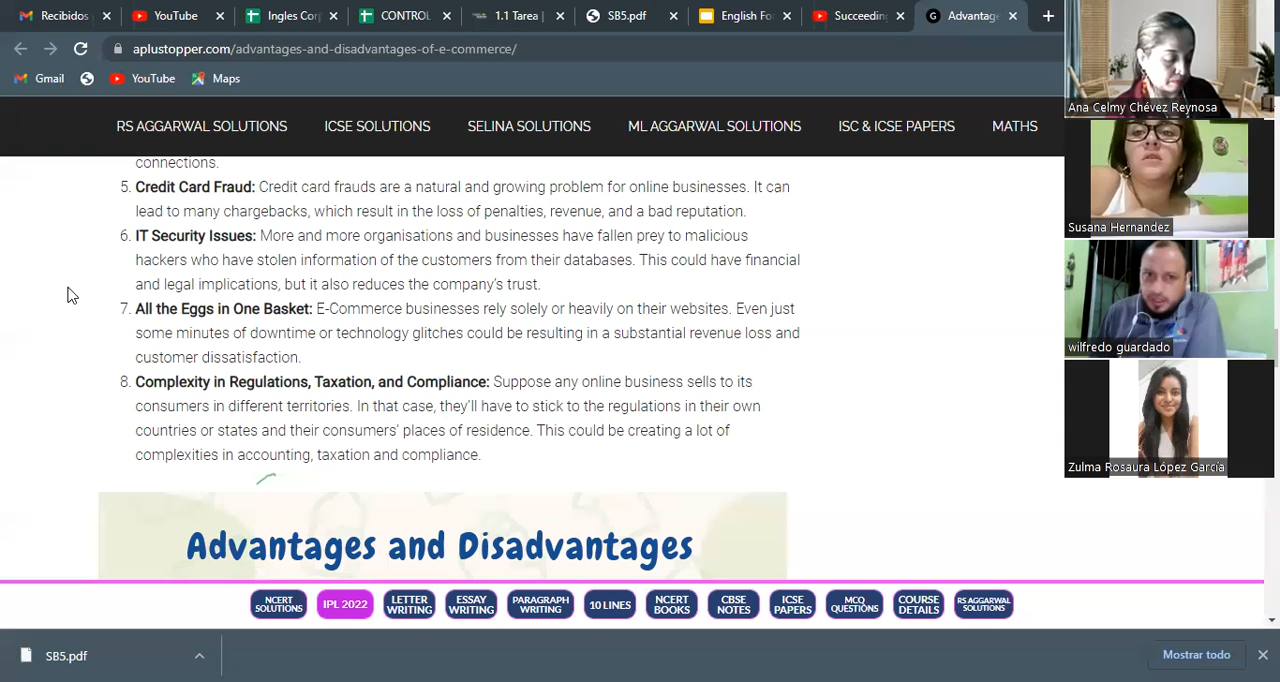 Recibidos
YouTube
Ingles Cor
CONTROL
1.1 Tarea
SB5.pdf
English Fo
Succeeding
Advantag
aplustopper.com/advantages-and-disadvantages-of-e-commerce/
Gmail
YouTube
Maps
RS AGGARWAL SOLUTIONS
ICSE SOLUTIONS
SELINA SOLUTIONS
ML AGGARWAL SOLUTIONS
ISC & ICSE PAPERS
MATHS
connections.
5. Credit Card Fraud: Credit card frauds are a natural and growing problem for online businesses. It can
lead to many chargebacks, which result in the loss of penalties, revenue, and a bad reputation.
6. IT Security Issues: More and more organisations and businesses have fallen prey to malicious
hackers who have stolen information of the customers from their databases. This could have financial
and legal implications, but it also reduces the company's trust.
7. All the Eggs in One Basket: E-Commerce businesses rely solely or heavily on their websites. Even just
some minutes of downtime or technology glitches could be resulting in a substantial revenue loss and
customer dissatisfaction.
8. Complexity in Regulations, Taxation, and Compliance: Suppose any online business sells to its
consumers in different territories. In that case, they'll have to stick to the regulations in their own
countries or states and their consumers' places of residence. This could be creating a lot of
complexities in accounting, taxation and compliance.
Advantages and Disadvantages
NCERT
SOLUTIONS
IPL 2022
LETTER
WRITING
ESSAY
WRITING
PARAGRAPH
WRITING
10 LINES
NCERT
BOOKS
CBSE
NOTES
ICSE
PAPERS
MCQ
QUESTIONS
COURSE
DETAILS
RS AGGARWAL
SOLUTIONS
SB5.pdf
Mostrar todo
Ana Celmy Chévez Reynosa
Susana Hernandez
wilfredo guardado
Zulma Rosaura López García